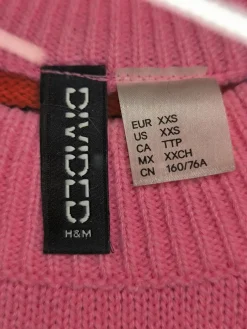 DIVIDED
H&M
EUR XXS
US XXS
CA TTP
MX XXCH
CN 160/76A